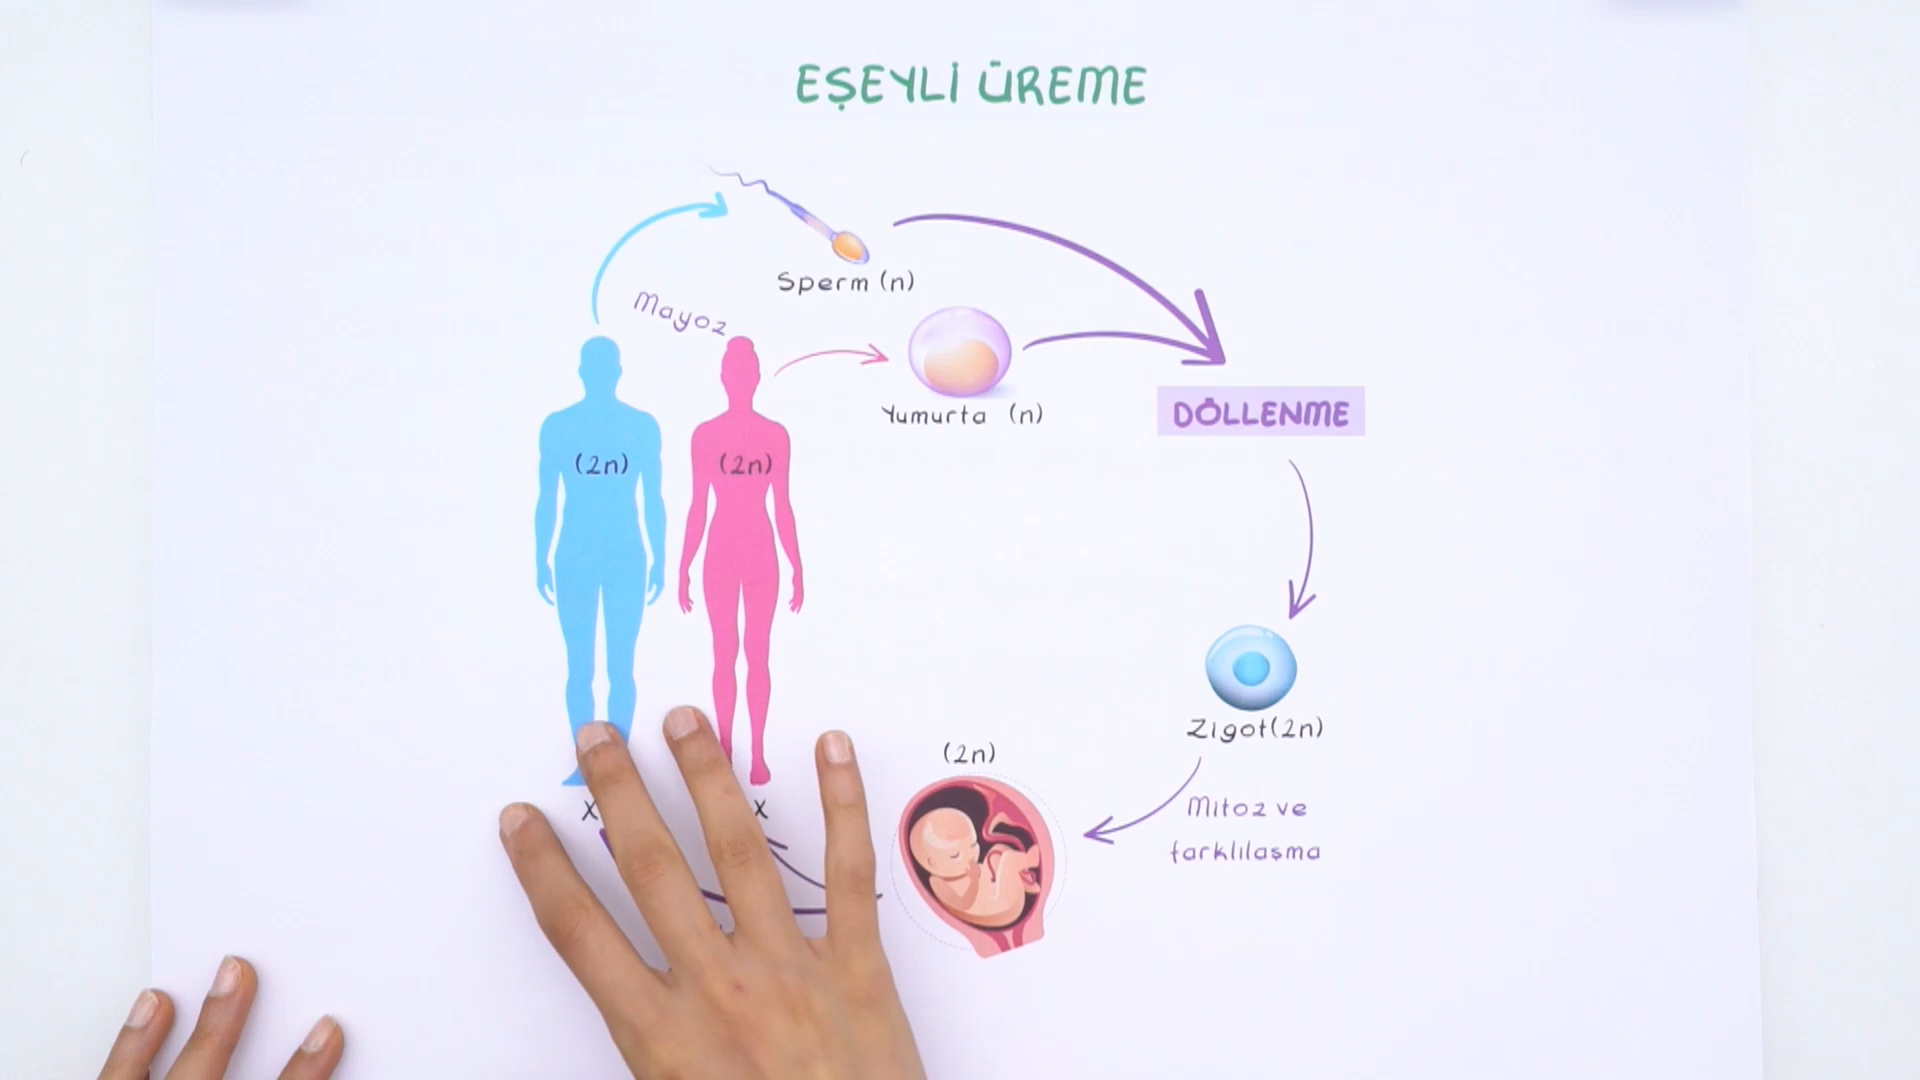 EŞEYLİ ÜREME
Sperm (n)
Mayoz
Yumurta (n)
DÖLLENME
(2n)
(2n)
Zigot(2n)
(2n)
X
X
Mitoz ve
farklılaşma